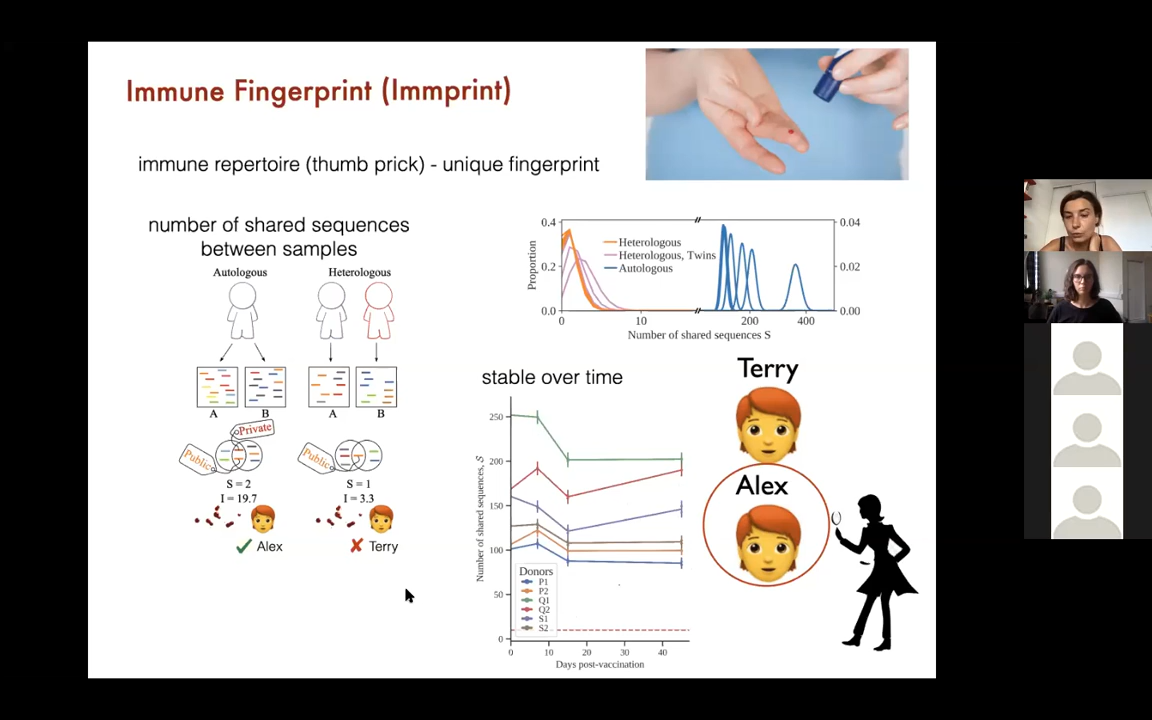 Immune Fingerprint (Immprint)
immune repertoire (thumb prick) - unique fingerprint
number of shared sequences
between samples
Autologous
Heterologous
A
B
A
B
Private
Public
Public
S = 2
I = 19.7
S = 1
I = 3.3
✓ Alex
✗ Terry
0.4
0.2
0.0
Proportion
Heterologous
Heterologous, Twins
Autologous
0.04
0.02
0.00
0
10
200
400
Number of shared sequences S
stable over time
250
200
150
100
50
0
Number of shared sequences, S
Donors
P1
P2
Q1
Q2
S1
S2
0
10
20
30
40
Days post-vaccination
Terry
Alex